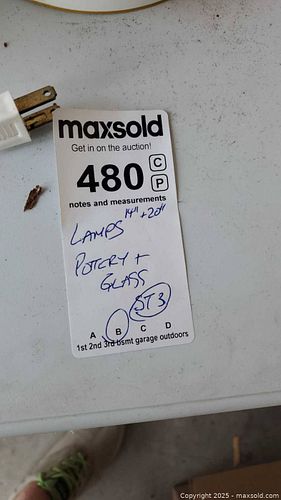 maxsold
Get in on the auction!
480 C
P
notes and measurements
LAMPS 14" + 20"
POTTERY +
GLASS
ST3
A B C D
1st 2nd 3rd bsmt garage outdoors
Copyright © 2025 - maxsold.com